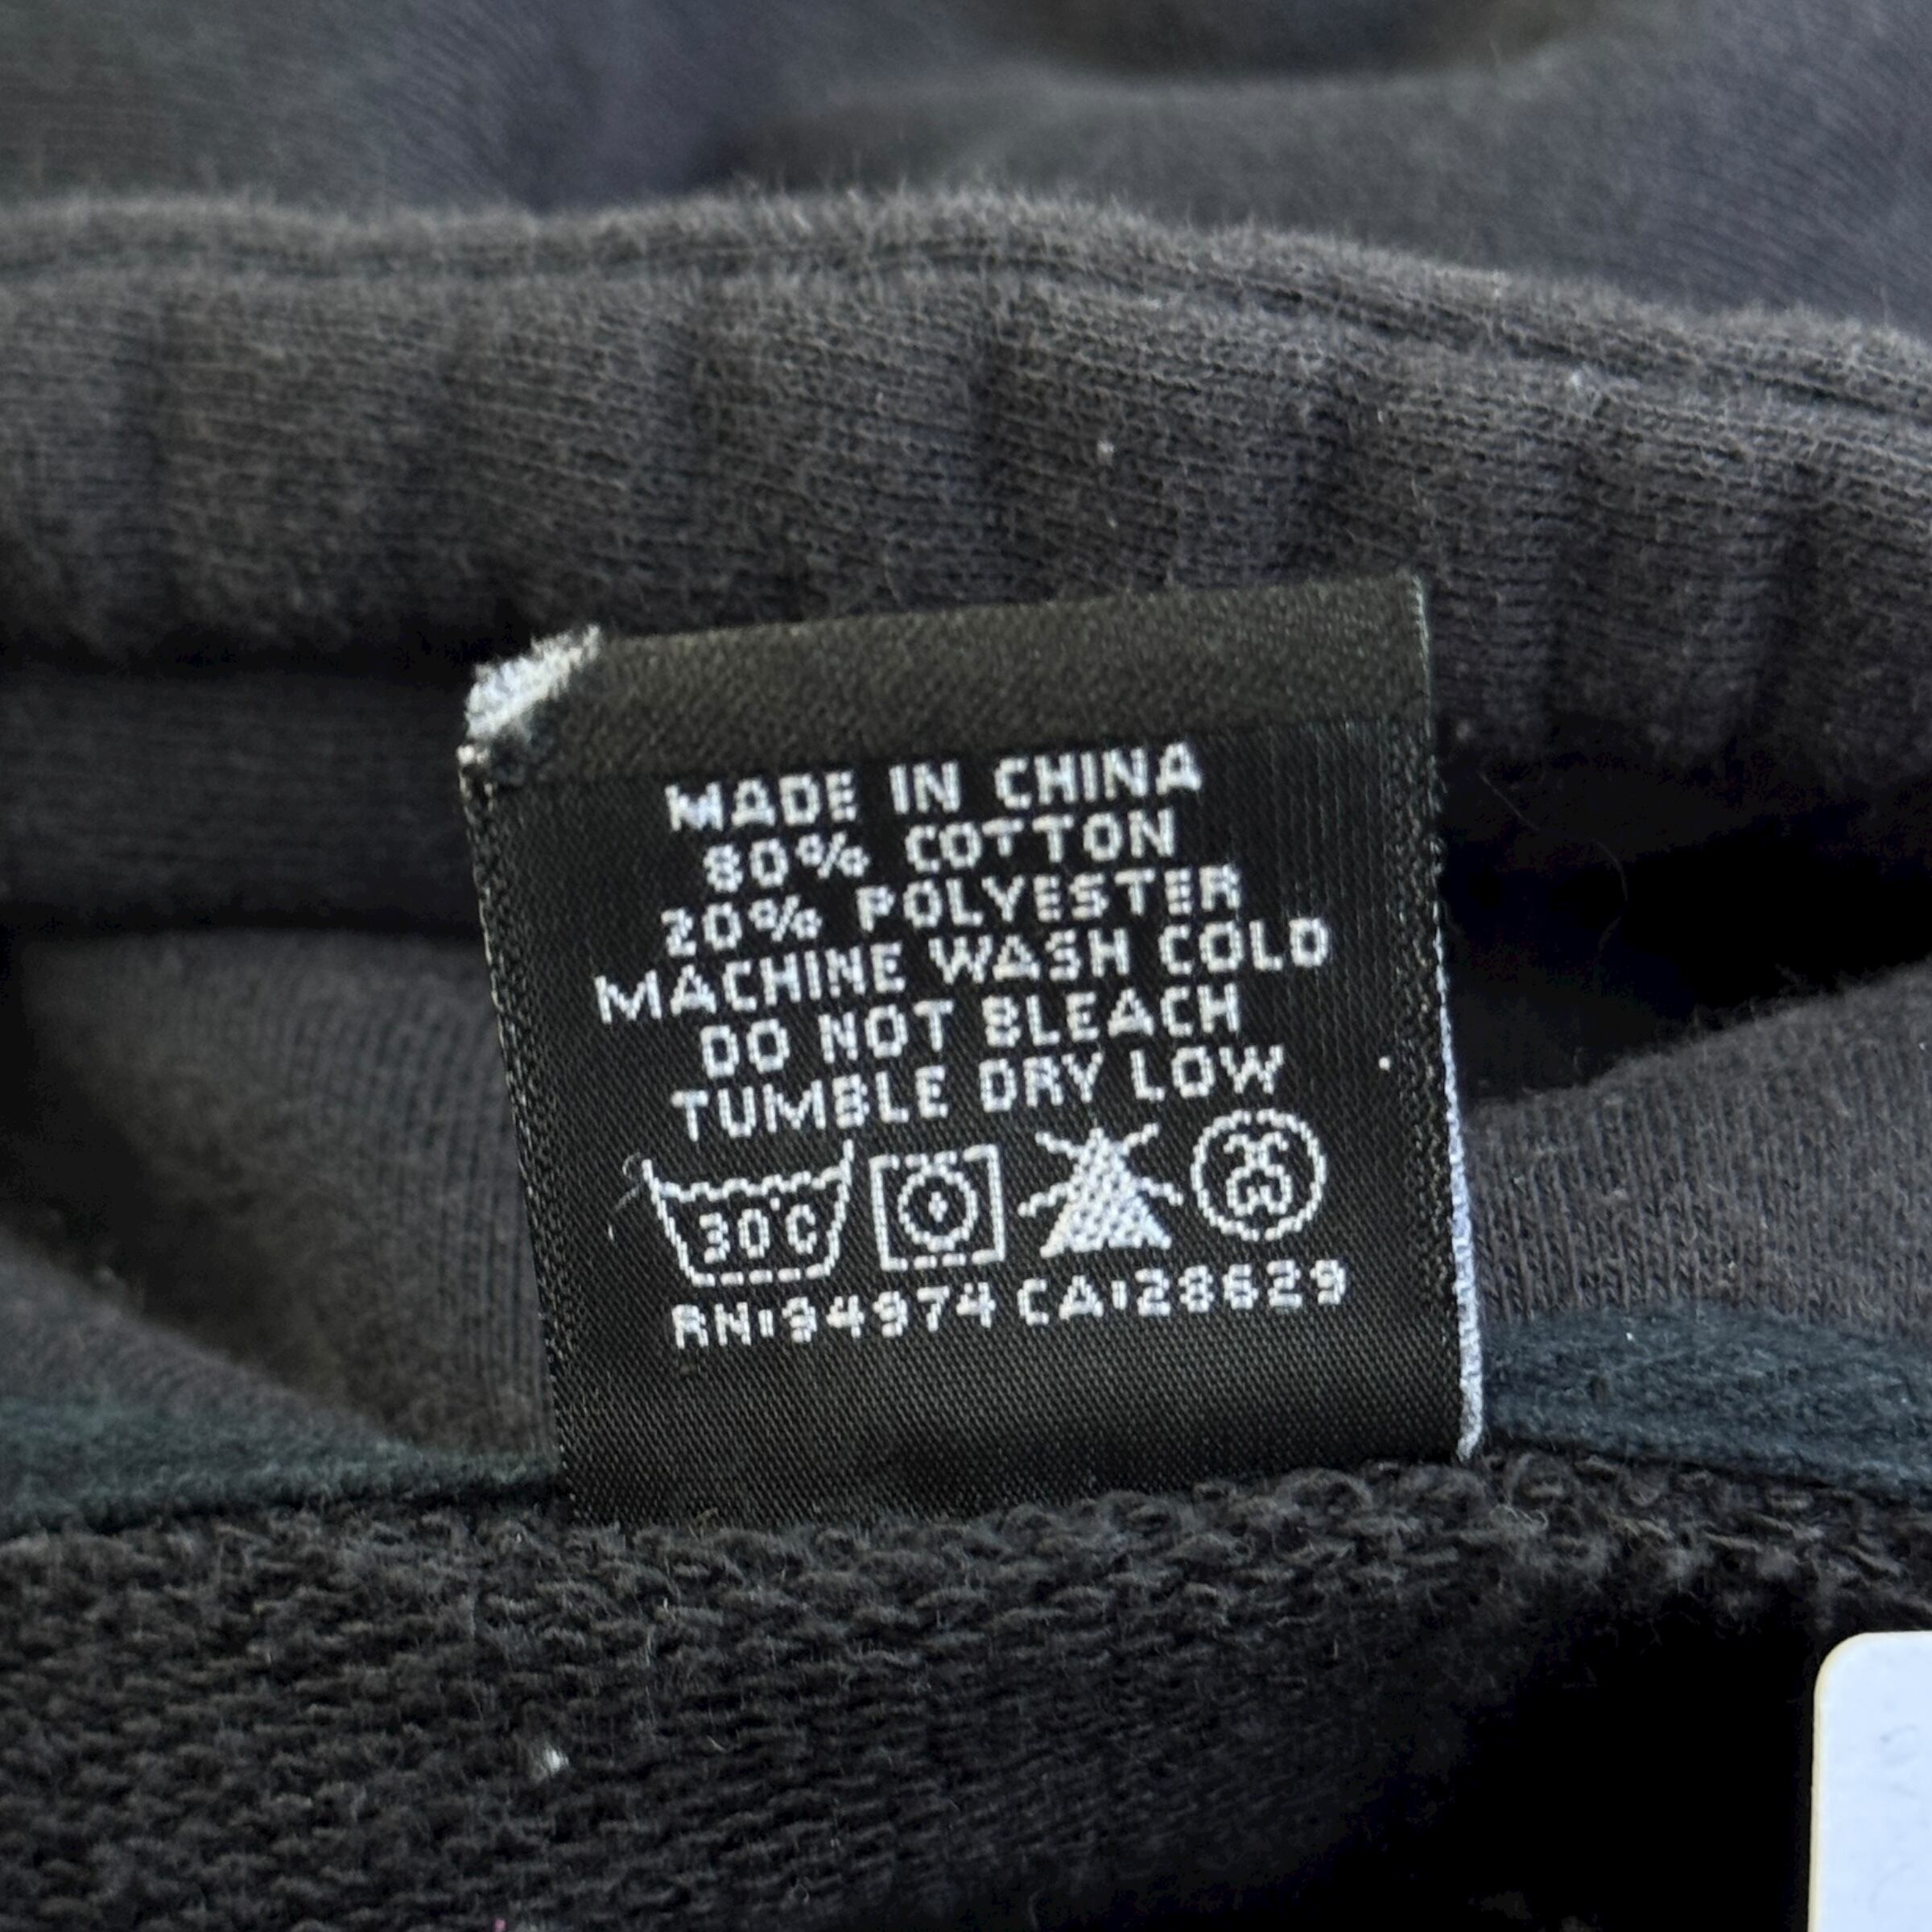 MADE IN CHINA
80% COTTON
20% POLYESTER
MACHINE WASH COLD
DO NOT BLEACH
TUMBLE DRY LOW
30°C
RN:94974 CA:28629